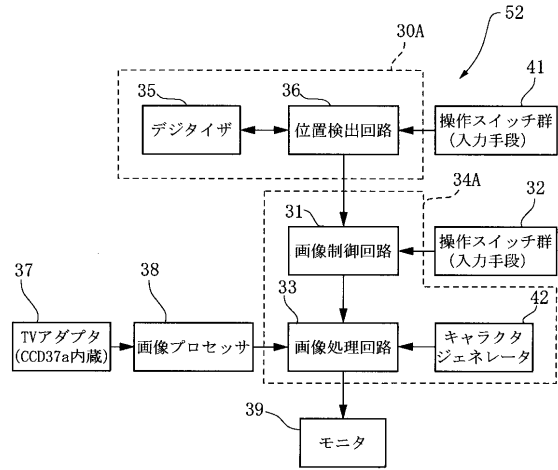 30A
52
35
36
41
デジタイザ
位置検出回路
操作スイッチ群
(入力手段)
34A
31
32
画像制御回路
操作スイッチ群
(入力手段)
37
38
33
42
TVアダプタ
(CCD37a内蔵)
画像プロセッサ
画像処理回路
キャラクタ
ジェネレータ
39
モニタ